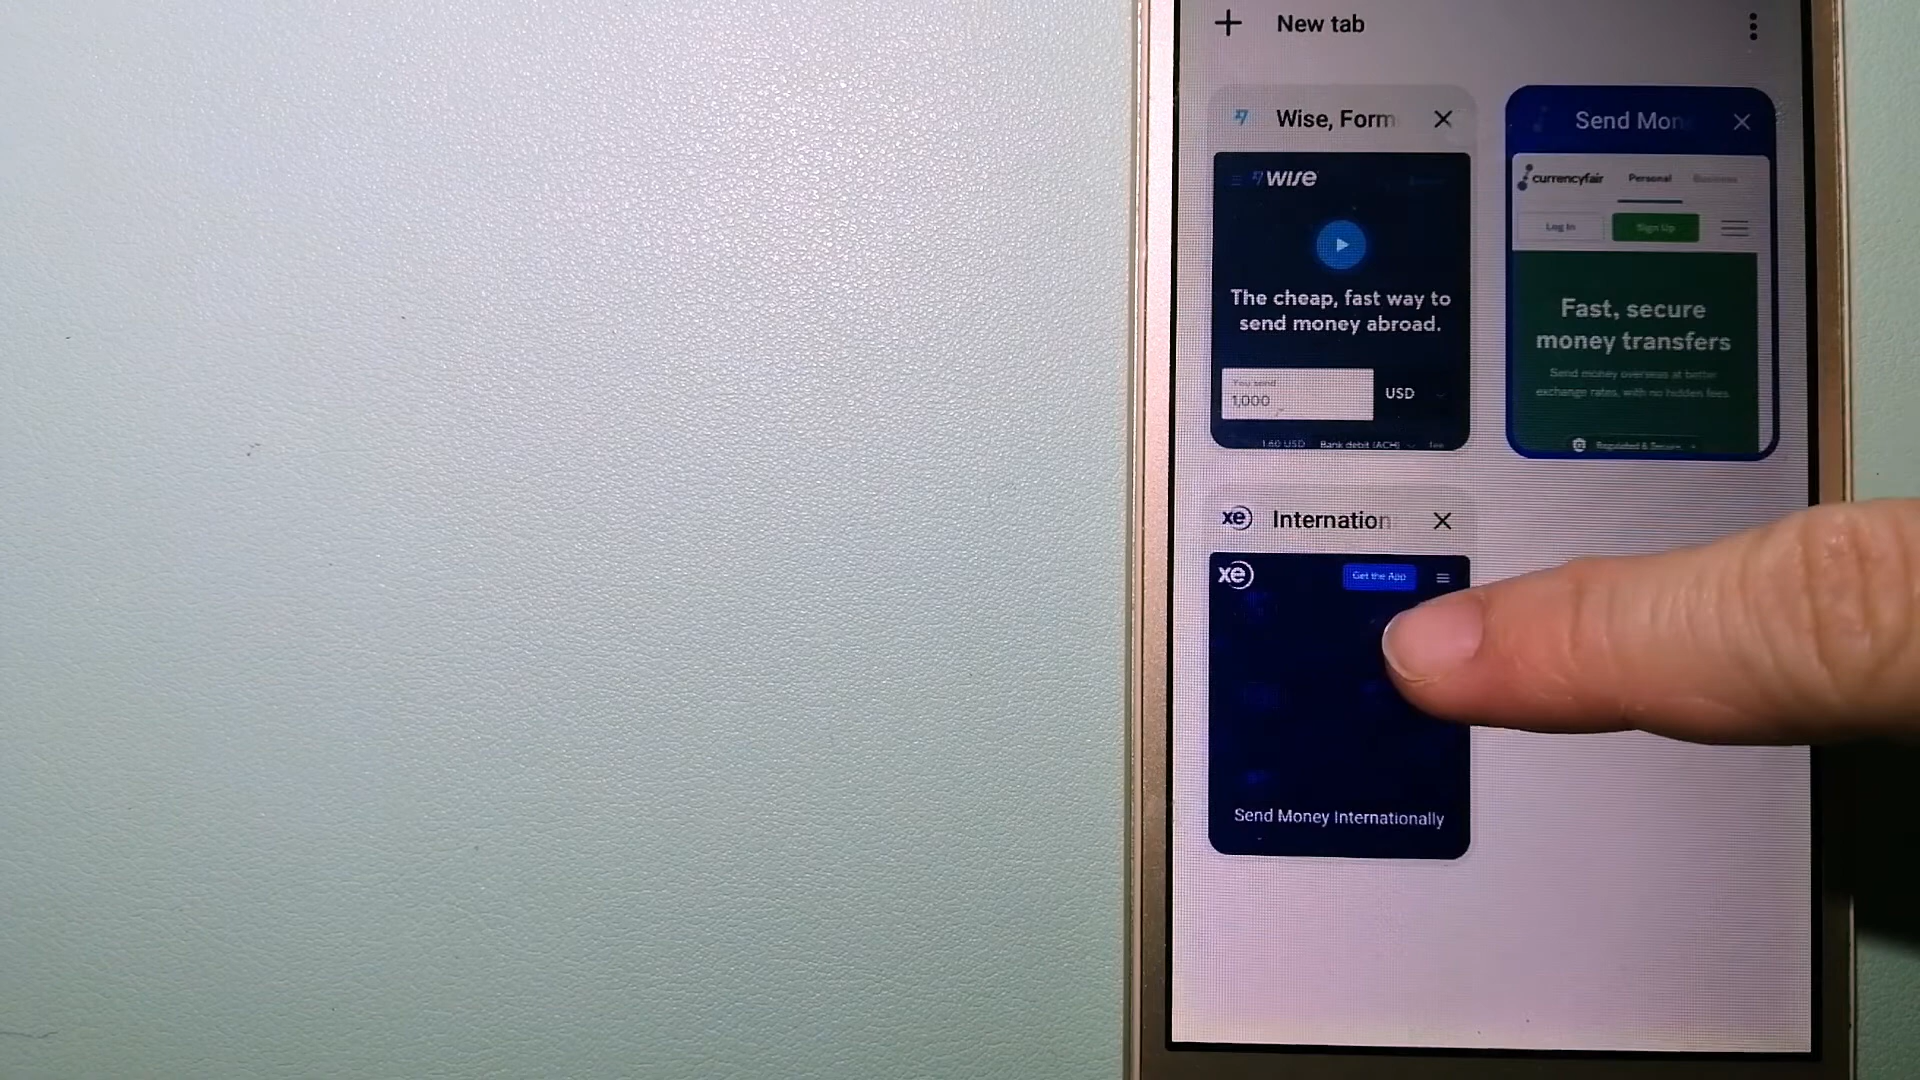 New tab
Wise, Form
wise
The cheap, fast way to
send money abroad.
You send
1,000
USD
1.60 USD Bank debit (ACH) fee
Send Mon
currencyfair Personal Business
Log In Sign Up
Fast, secure
money transfers
Send money overseas at better
exchange rates, with no hidden fees
Regulated & Secure
xe Internation
xe Get the App
Send Money Internationally